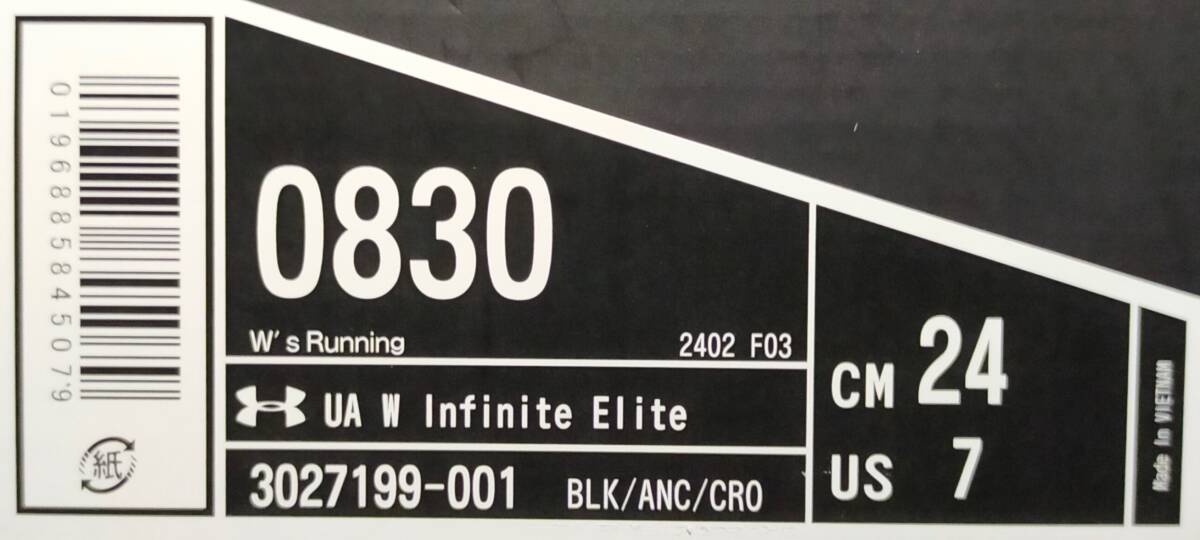 0196885845079
紙
0830
W's Running 2402 F03
UA W Infinite Elite
3027199-001 BLK/ANC/CRO
CM 24
US 7
Made In VIETNAM